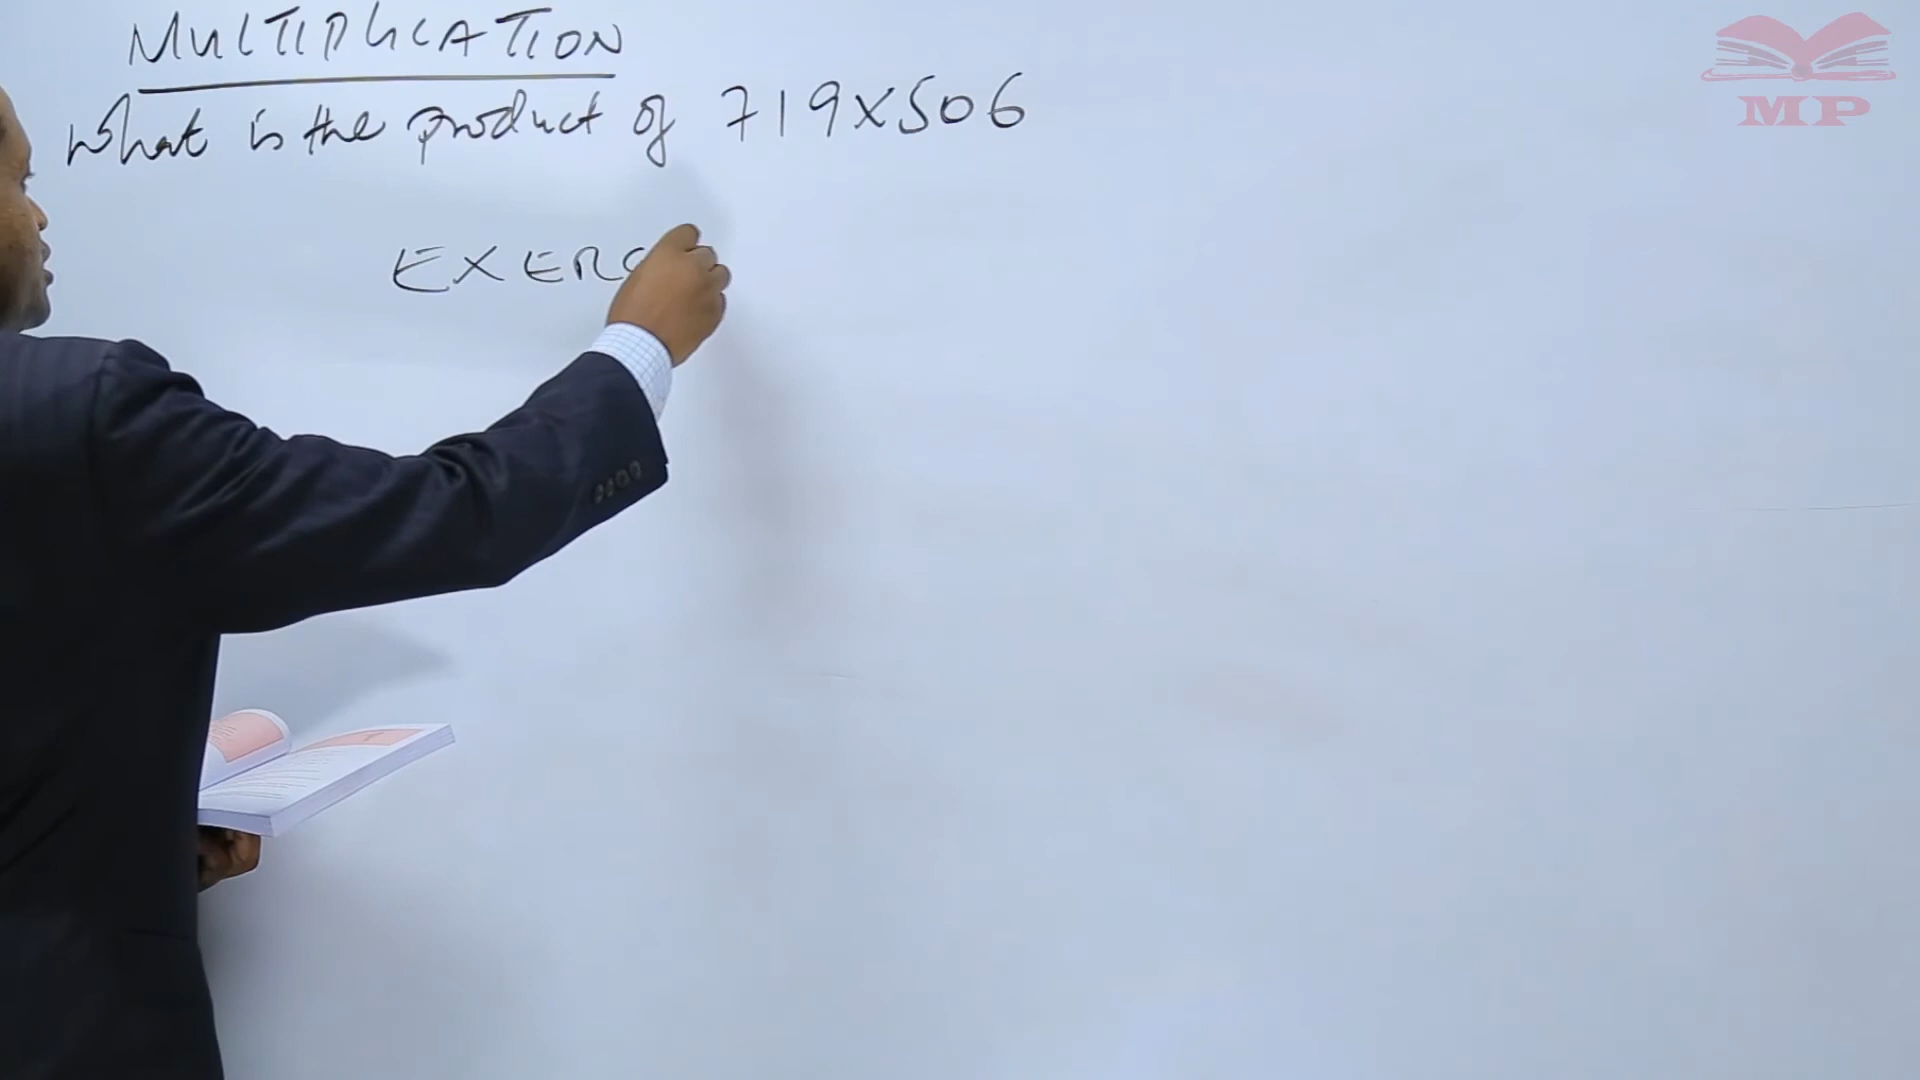 MULTIPLICATION
What is the product of 719X506
EXERC
MP